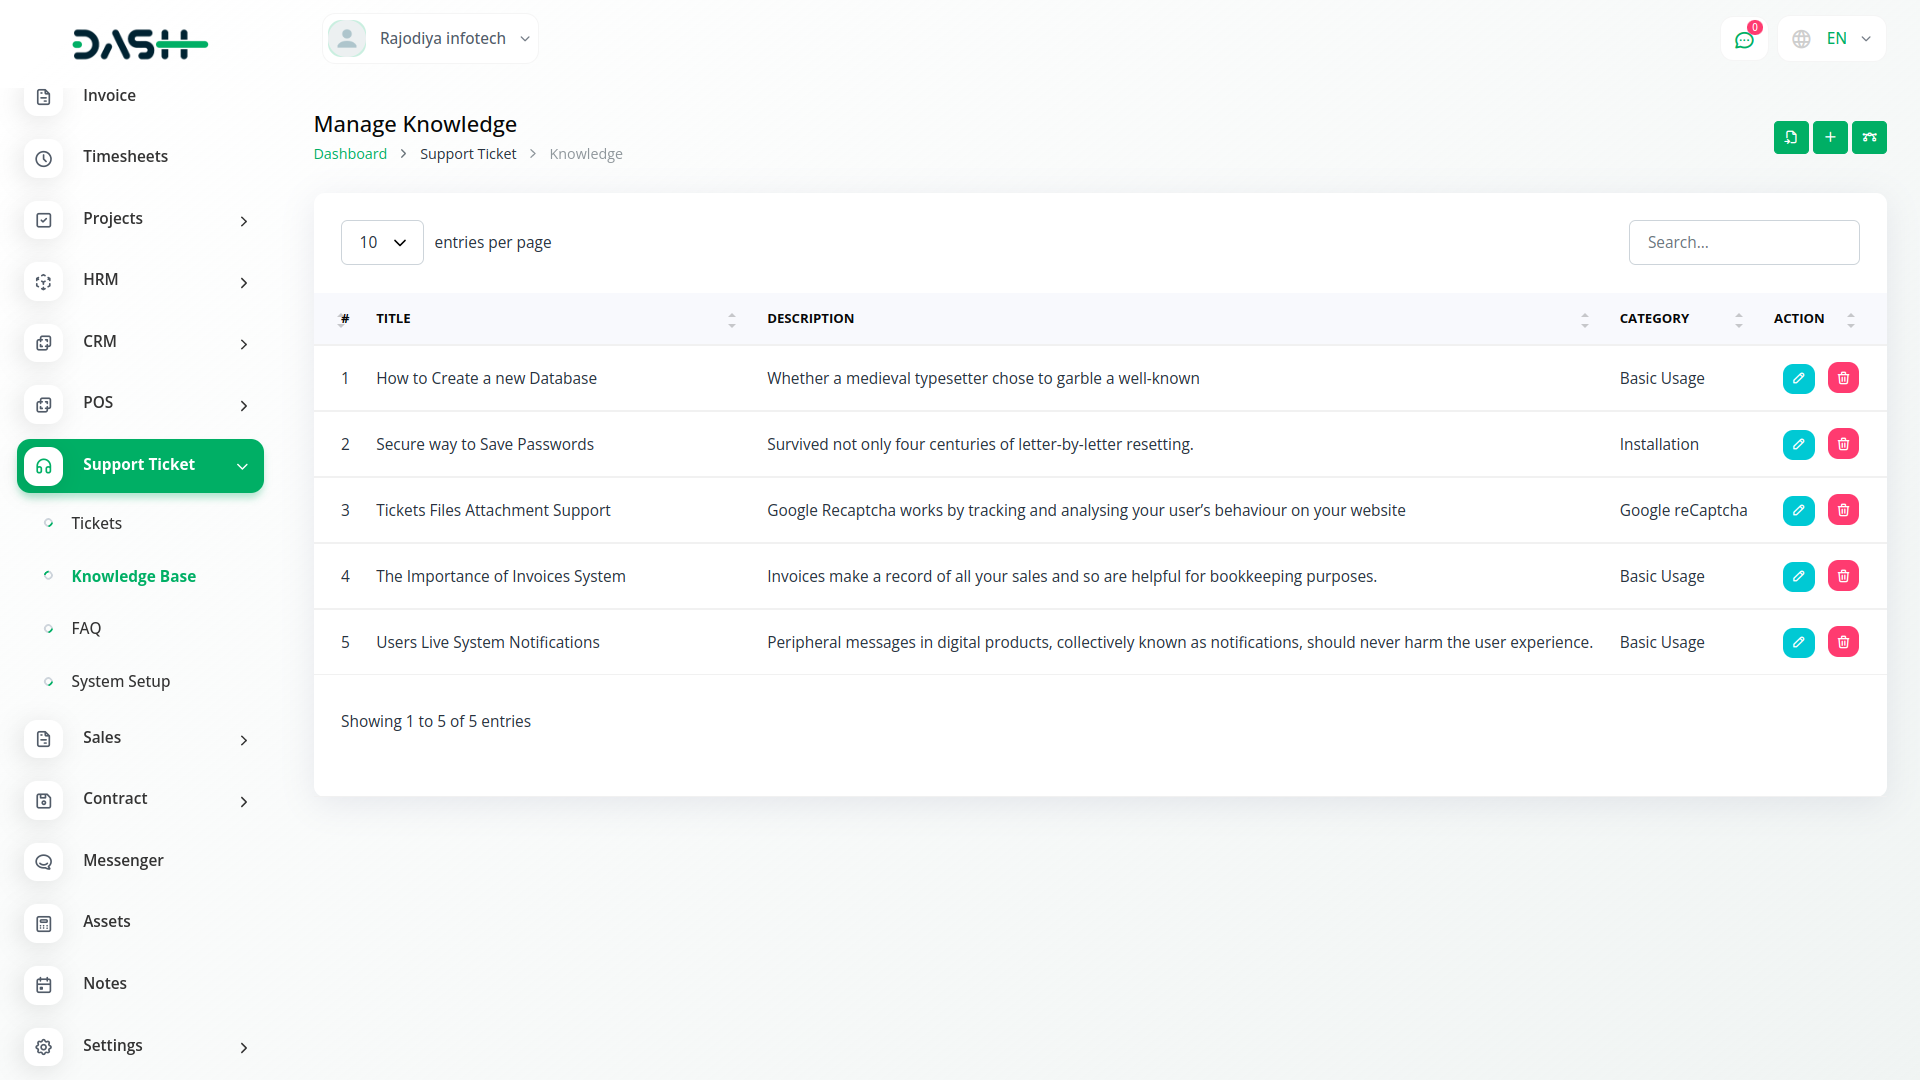 DASH
Rajodiya infotech
0
EN
Invoice
Timesheets
Projects
HRM
CRM
POS
Support Ticket
Tickets
Knowledge Base
FAQ
System Setup
Sales
Contract
Messenger
Assets
Notes
Settings
Manage Knowledge
Dashboard > Support Ticket > Knowledge
10 entries per page
Search...
# TITLE DESCRIPTION CATEGORY ACTION
1 How to Create a new Database Whether a medieval typesetter chose to garble a well-known Basic Usage
2 Secure way to Save Passwords Survived not only four centuries of letter-by-letter resetting. Installation
3 Tickets Files Attachment Support Google Recaptcha works by tracking and analysing your user’s behaviour on your website Google reCaptcha
4 The Importance of Invoices System Invoices make a record of all your sales and so are helpful for bookkeeping purposes. Basic Usage
5 Users Live System Notifications Peripheral messages in digital products, collectively known as notifications, should never harm the user experience. Basic Usage
Showing 1 to 5 of 5 entries